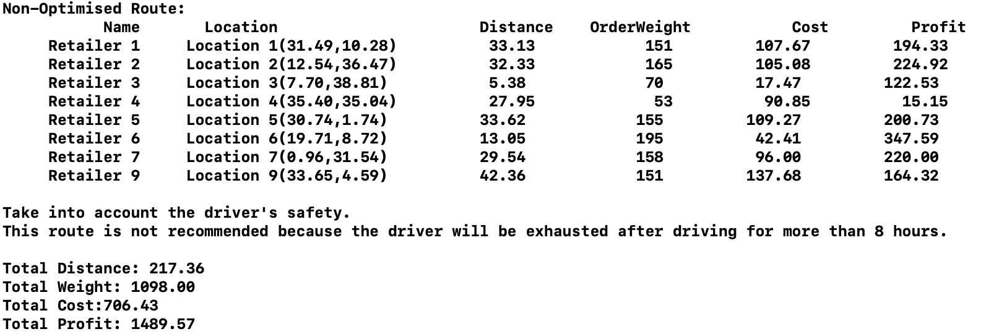 Non-Optimised Route:
Name Location Distance OrderWeight Cost Profit
Retailer 1 Location 1(31.49,10.28) 33.13 151 107.67 194.33
Retailer 2 Location 2(12.54,36.47) 32.33 165 105.08 224.92
Retailer 3 Location 3(7.70,38.81) 5.38 70 17.47 122.53
Retailer 4 Location 4(35.40,35.04) 27.95 53 90.85 15.15
Retailer 5 Location 5(30.74,1.74) 33.62 155 109.27 200.73
Retailer 6 Location 6(19.71,8.72) 13.05 195 42.41 347.59
Retailer 7 Location 7(0.96,31.54) 29.54 158 96.00 220.00
Retailer 9 Location 9(33.65,4.59) 42.36 151 137.68 164.32
Take into account the driver's safety.
This route is not recommended because the driver will be exhausted after driving for more than 8 hours.
Total Distance: 217.36
Total Weight: 1098.00
Total Cost:706.43
Total Profit: 1489.57